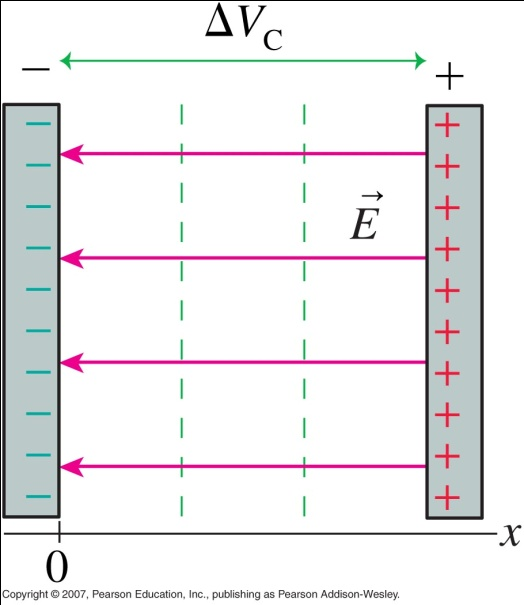 ΔV_C
− +
E⃗
x
0
Copyright © 2007, Pearson Education, Inc., publishing as Pearson Addison-Wesley.